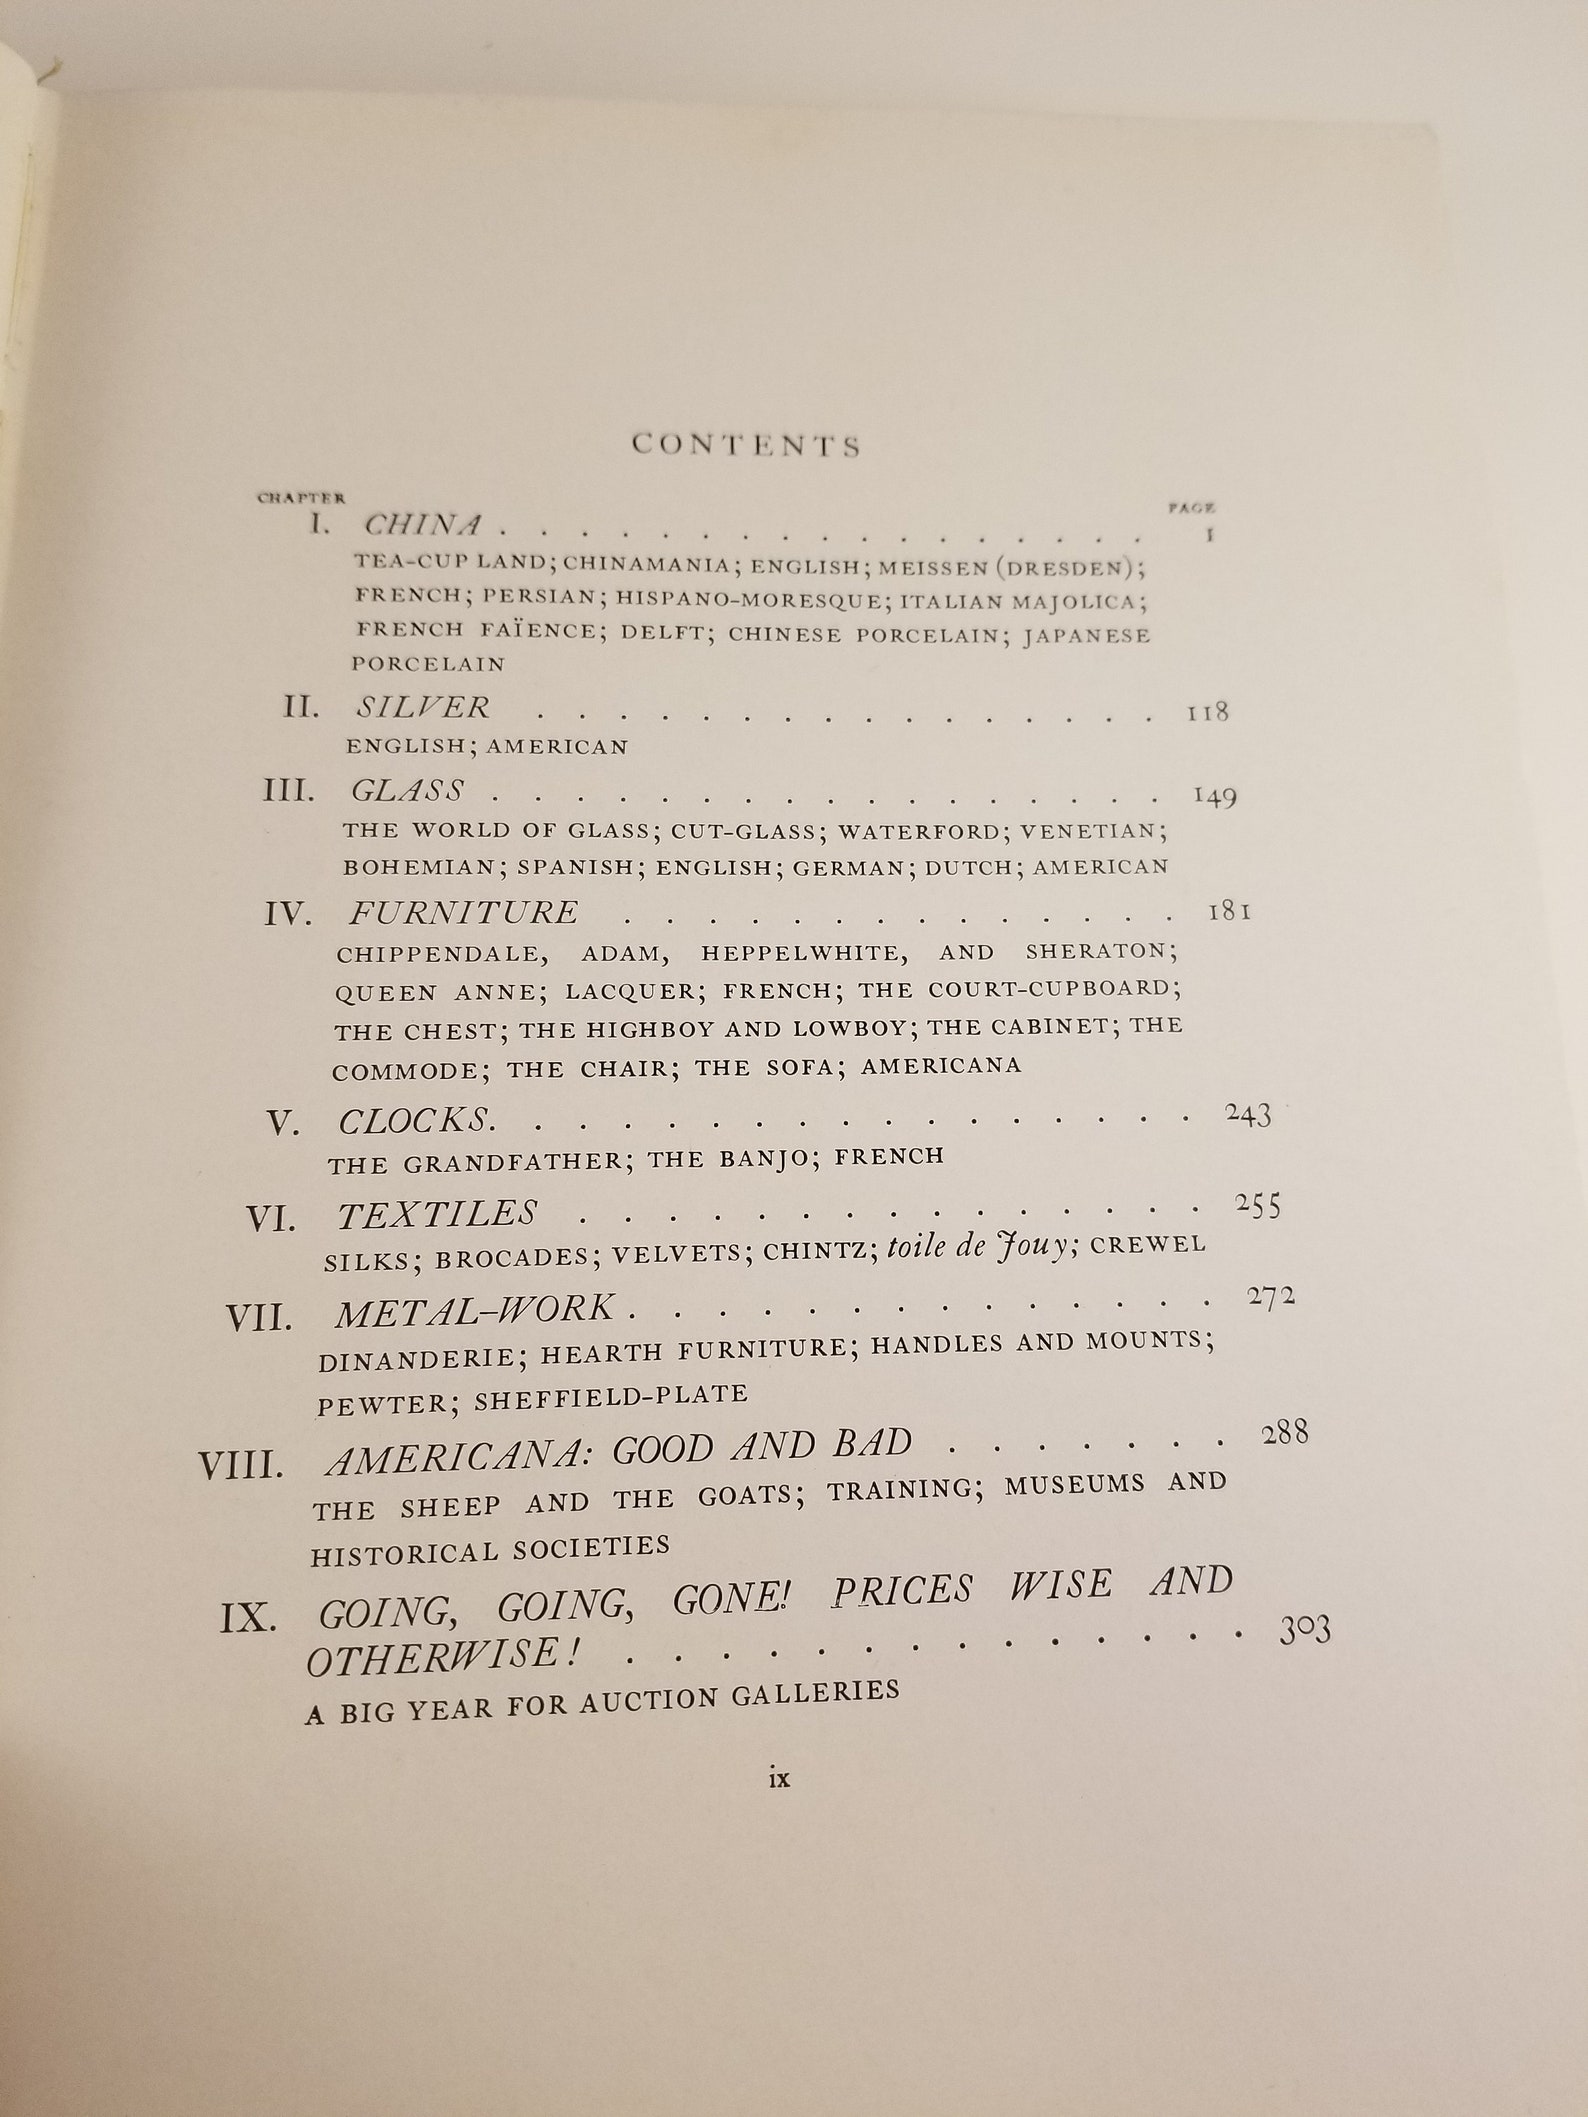 CONTENTS
CHAPTER PAGE
I. CHINA . . . . . . . . . . . . . . . . . 1
TEA-CUP LAND; CHINAMANIA; ENGLISH; MEISSEN (DRESDEN);
FRENCH; PERSIAN; HISPANO-MORESQUE; ITALIAN MAJOLICA;
FRENCH FAÏENCE; DELFT; CHINESE PORCELAIN; JAPANESE
PORCELAIN
II. SILVER . . . . . . . . . . . . . . . . 118
ENGLISH; AMERICAN
III. GLASS . . . . . . . . . . . . . . . . . 149
THE WORLD OF GLASS; CUT-GLASS; WATERFORD; VENETIAN;
BOHEMIAN; SPANISH; ENGLISH; GERMAN; DUTCH; AMERICAN
IV. FURNITURE . . . . . . . . . . . . . . 181
CHIPPENDALE, ADAM, HEPPELWHITE, AND SHERATON;
QUEEN ANNE; LACQUER; FRENCH; THE COURT-CUPBOARD;
THE CHEST; THE HIGHBOY AND LOWBOY; THE CABINET; THE
COMMODE; THE CHAIR; THE SOFA; AMERICANA
V. CLOCKS. . . . . . . . . . . . . . . . . 243
THE GRANDFATHER; THE BANJO; FRENCH
VI. TEXTILES . . . . . . . . . . . . . . . 255
SILKS; BROCADES; VELVETS; CHINTZ; toile de Jouy; CREWEL
VII. METAL-WORK . . . . . . . . . . . . . . 272
DINANDERIE; HEARTH FURNITURE; HANDLES AND MOUNTS;
PEWTER; SHEFFIELD-PLATE
VIII. AMERICANA: GOOD AND BAD . . . . . . . 288
THE SHEEP AND THE GOATS; TRAINING; MUSEUMS AND
HISTORICAL SOCIETIES
IX. GOING, GOING, GONE! PRICES WISE AND
OTHERWISE! . . . . . . . . . . . . . . 303
A BIG YEAR FOR AUCTION GALLERIES
ix